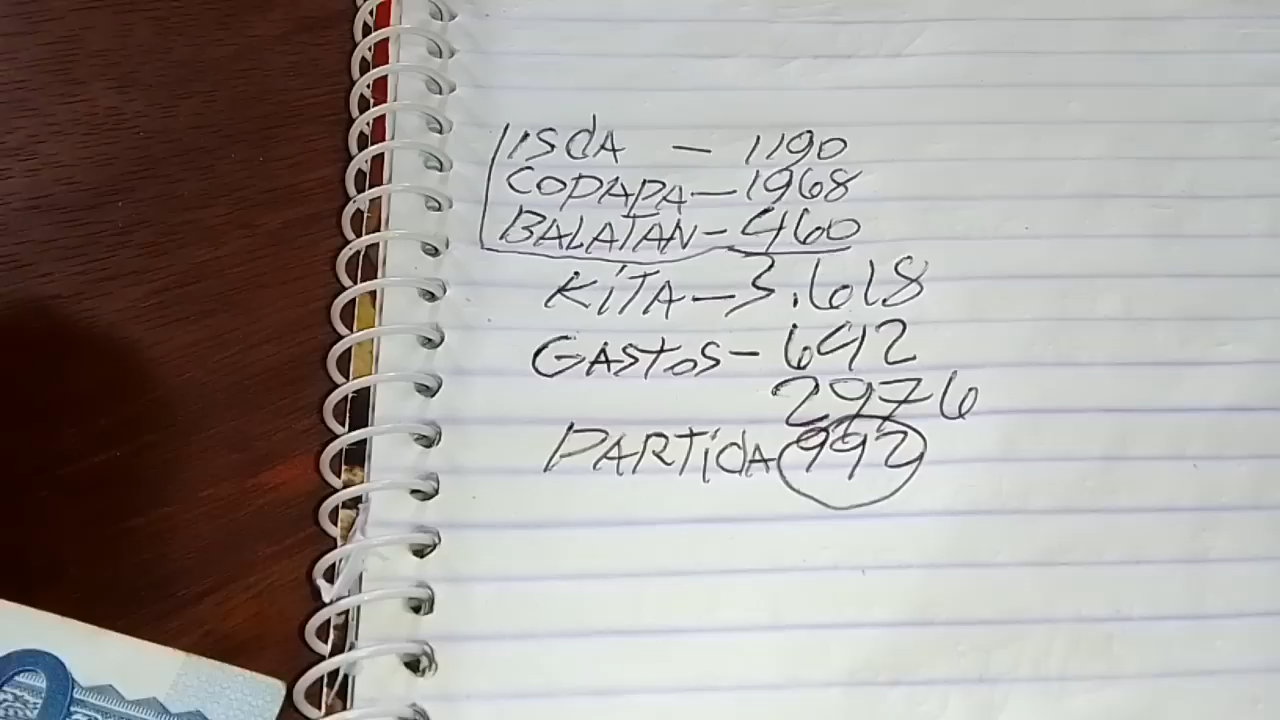 ISdA - 1190
COPAPA - 1968
BALATAN - 460
KiTA - 3.618
GASTOS - 642
2976
PARTidA 992